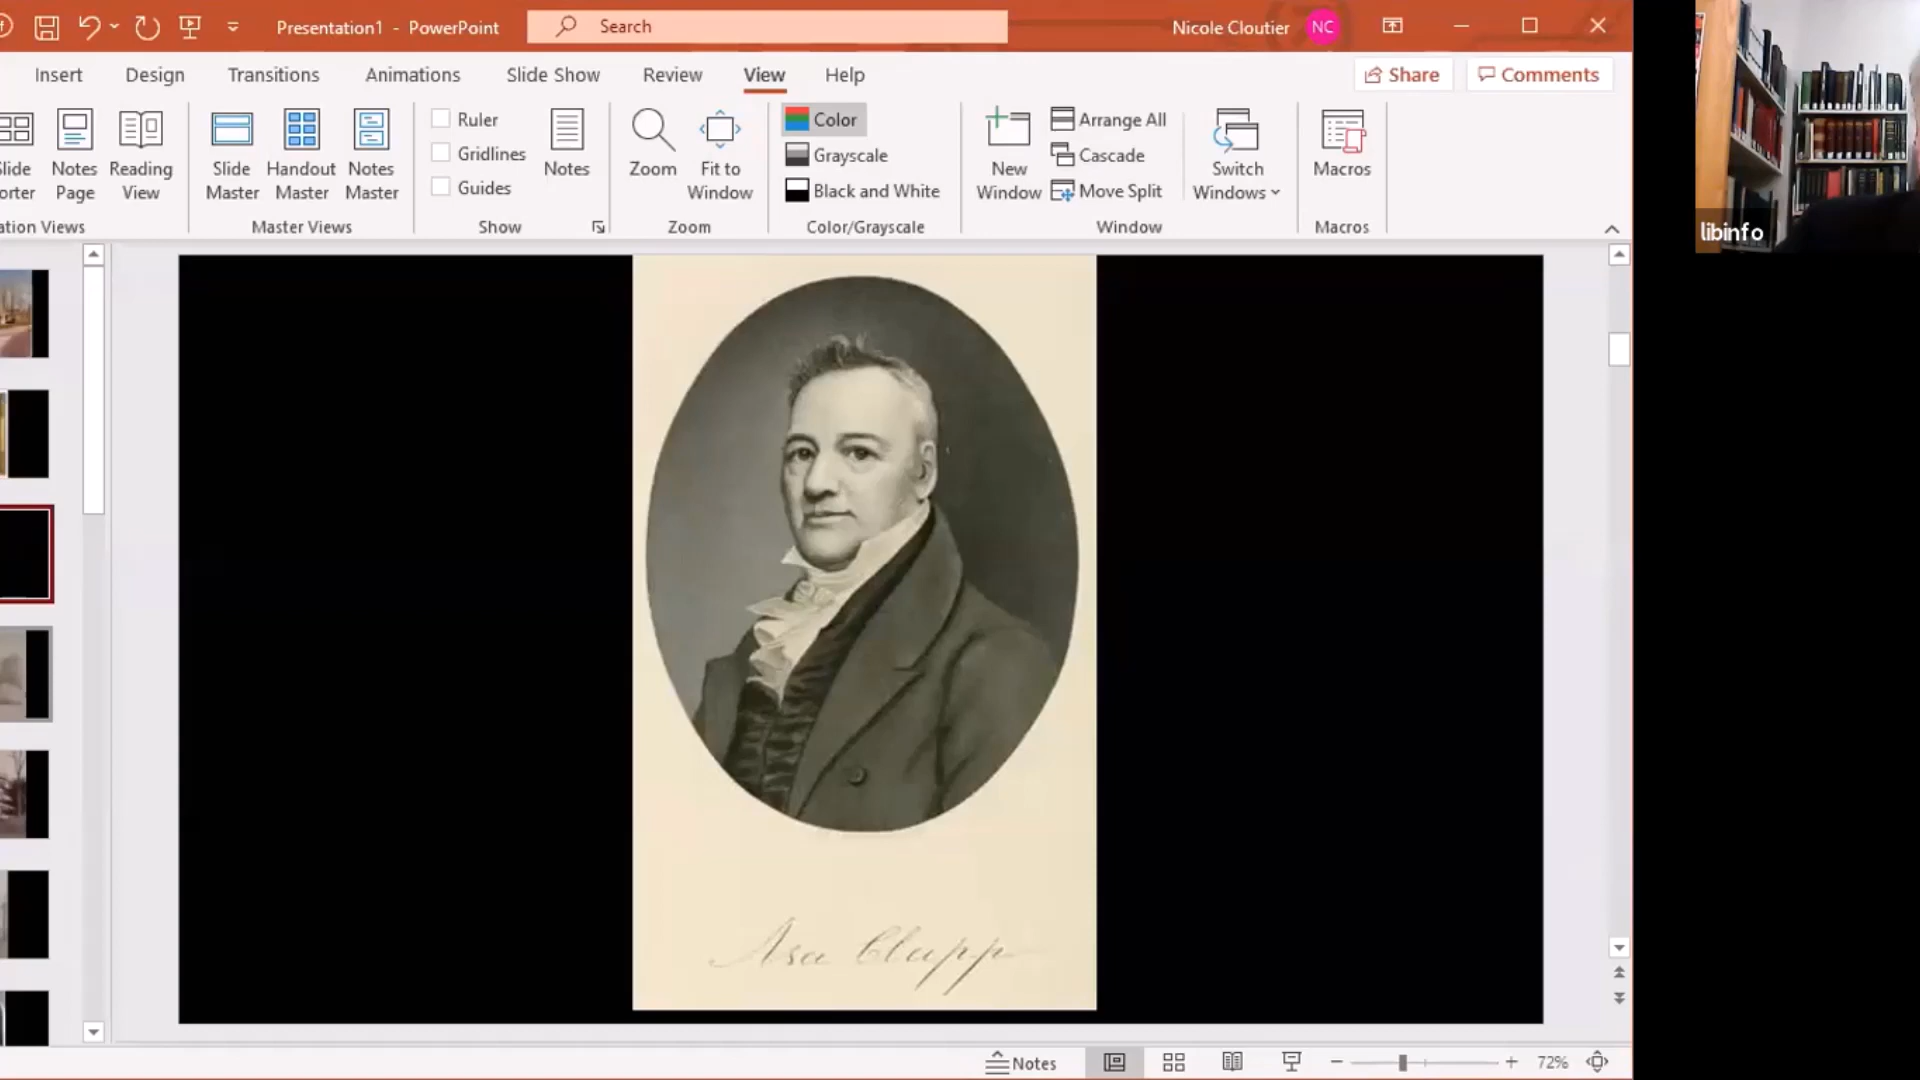 Presentation1 - PowerPoint
Search
Nicole Cloutier
NC
Insert
Design
Transitions
Animations
Slide Show
Review
View
Help
Share
Comments
Notes
Page
Reading
View
Slide
Master
Handout
Master
Notes
Master
Ruler
Gridlines
Guides
Notes
Zoom
Fit to
Window
Color
Grayscale
Black and White
New
Window
Arrange All
Cascade
Move Split
Switch
Windows
Macros
Views
Master Views
Show
Zoom
Color/Grayscale
Window
Macros
libinfo
Asa Clapp
Notes
72%